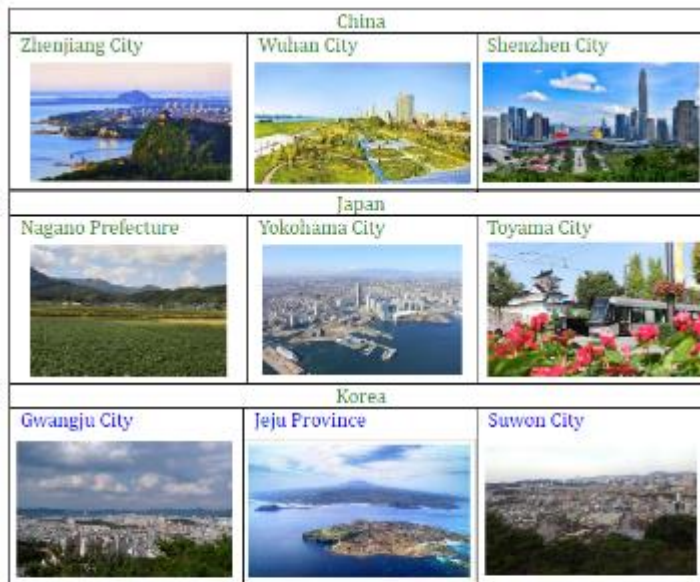 China
Zhenjiang City
Wuhan City
Shenzhen City
Japan
Nagano Prefecture
Yokohama City
Toyama City
Korea
Gwangju City
Jeju Province
Suwon City